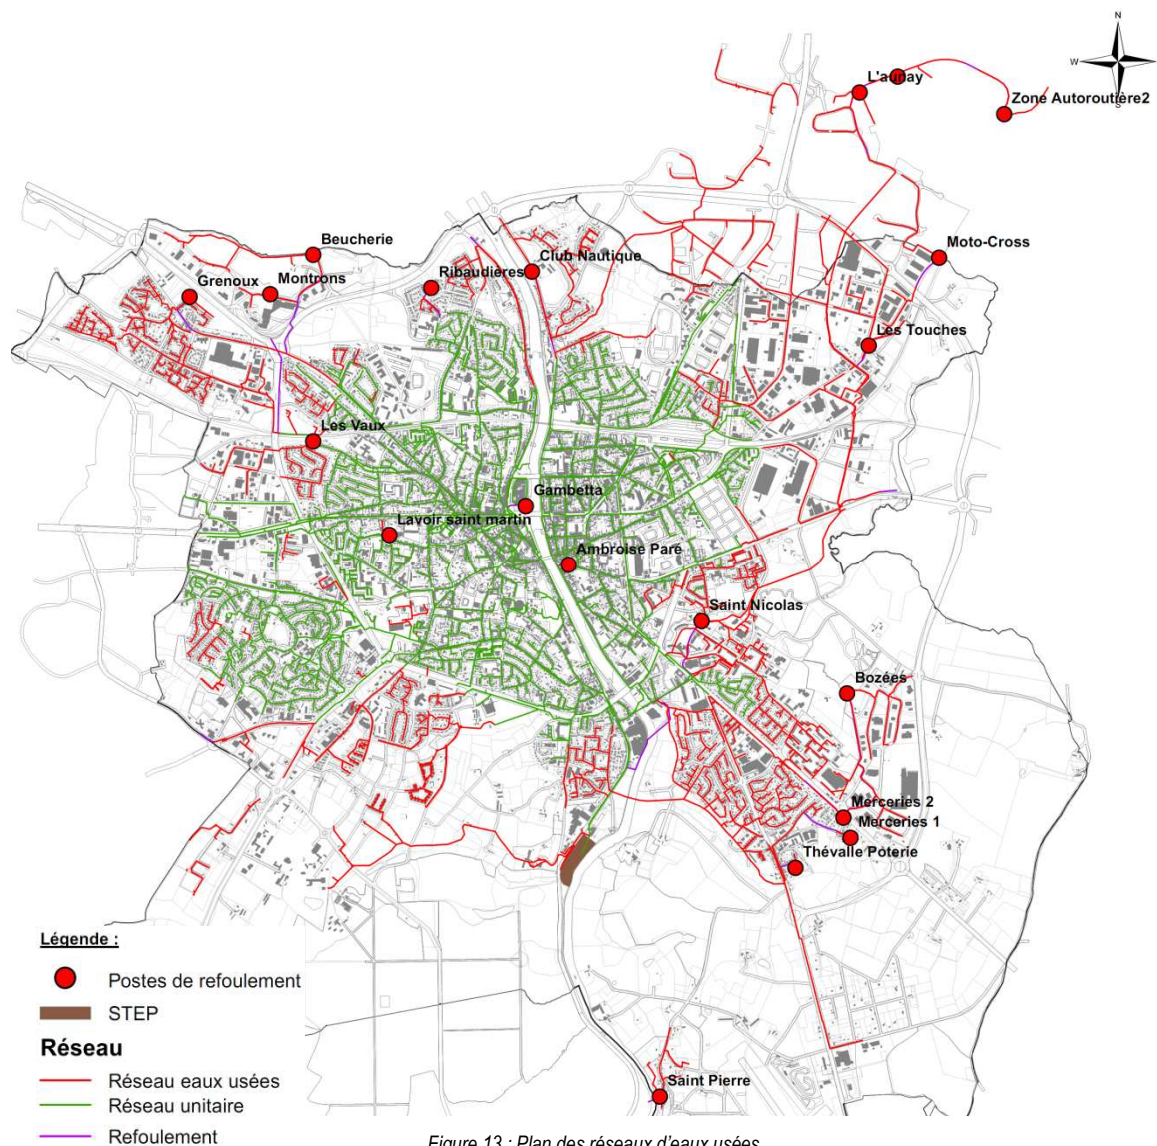 N
W
S
L'aunay
Zone Autoroutière2
Moto-Cross
Beucherie
Club Nautique
Grenoux
Montrons
Ribaudieres
Les Touches
Les Vaux
Gambetta
Lavoir saint martin
Ambroise Paré
Saint Nicolas
Bozées
Merceries 2
Merceries 1
Thévalle Poterie
Saint Pierre
Légende :
Postes de refoulement
STEP
Réseau
Réseau eaux usées
Réseau unitaire
Refoulement
Figure 13 : Plan des réseaux d'eaux usées